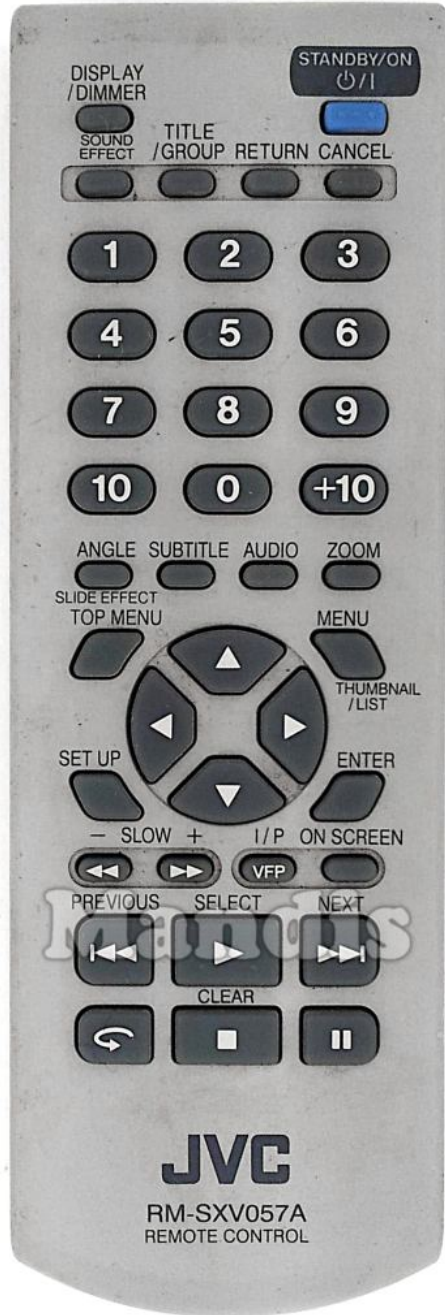 STANDBY/ON
⏻/I
DISPLAY
/DIMMER
SOUND
EFFECT
TITLE
/GROUP
RETURN
CANCEL
1 2 3
4 5 6
7 8 9
10 0 +10
ANGLE SUBTITLE AUDIO ZOOM
SLIDE EFFECT
TOP MENU
MENU
THUMBNAIL
/LIST
SET UP
ENTER
– SLOW +
I/P ON SCREEN
VFP
PREVIOUS SELECT NEXT
Mandis
CLEAR
JVC
RM-SXV057A
REMOTE CONTROL